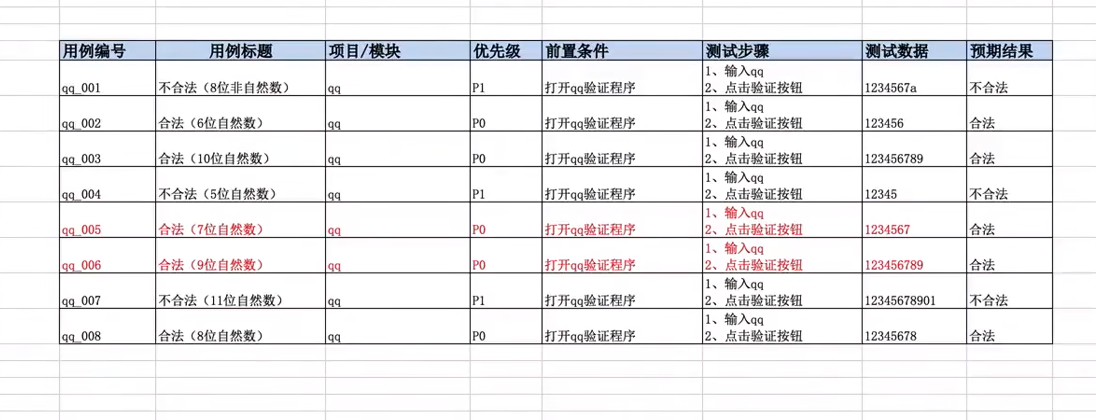 用例编号 用例标题 项目/模块 优先级 前置条件 测试步骤 测试数据 预期结果
1、输入qq
qq_001 不合法（8位非自然数） qq P1 打开qq验证程序 2、点击验证按钮 1234567a 不合法
1、输入qq
qq_002 合法（6位自然数） qq P0 打开qq验证程序 2、点击验证按钮 123456 合法
1、输入qq
qq_003 合法（10位自然数） qq P0 打开qq验证程序 2、点击验证按钮 123456789 合法
1、输入qq
qq_004 不合法（5位自然数） qq P1 打开qq验证程序 2、点击验证按钮 12345 不合法
1、输入qq
qq_005 合法（7位自然数） qq P0 打开qq验证程序 2、点击验证按钮 1234567 合法
1、输入qq
qq_006 合法（9位自然数） qq P0 打开qq验证程序 2、点击验证按钮 123456789 合法
1、输入qq
qq_007 不合法（11位自然数） qq P1 打开qq验证程序 2、点击验证按钮 12345678901 不合法
1、输入qq
qq_008 合法（8位自然数） qq P0 打开qq验证程序 2、点击验证按钮 12345678 合法